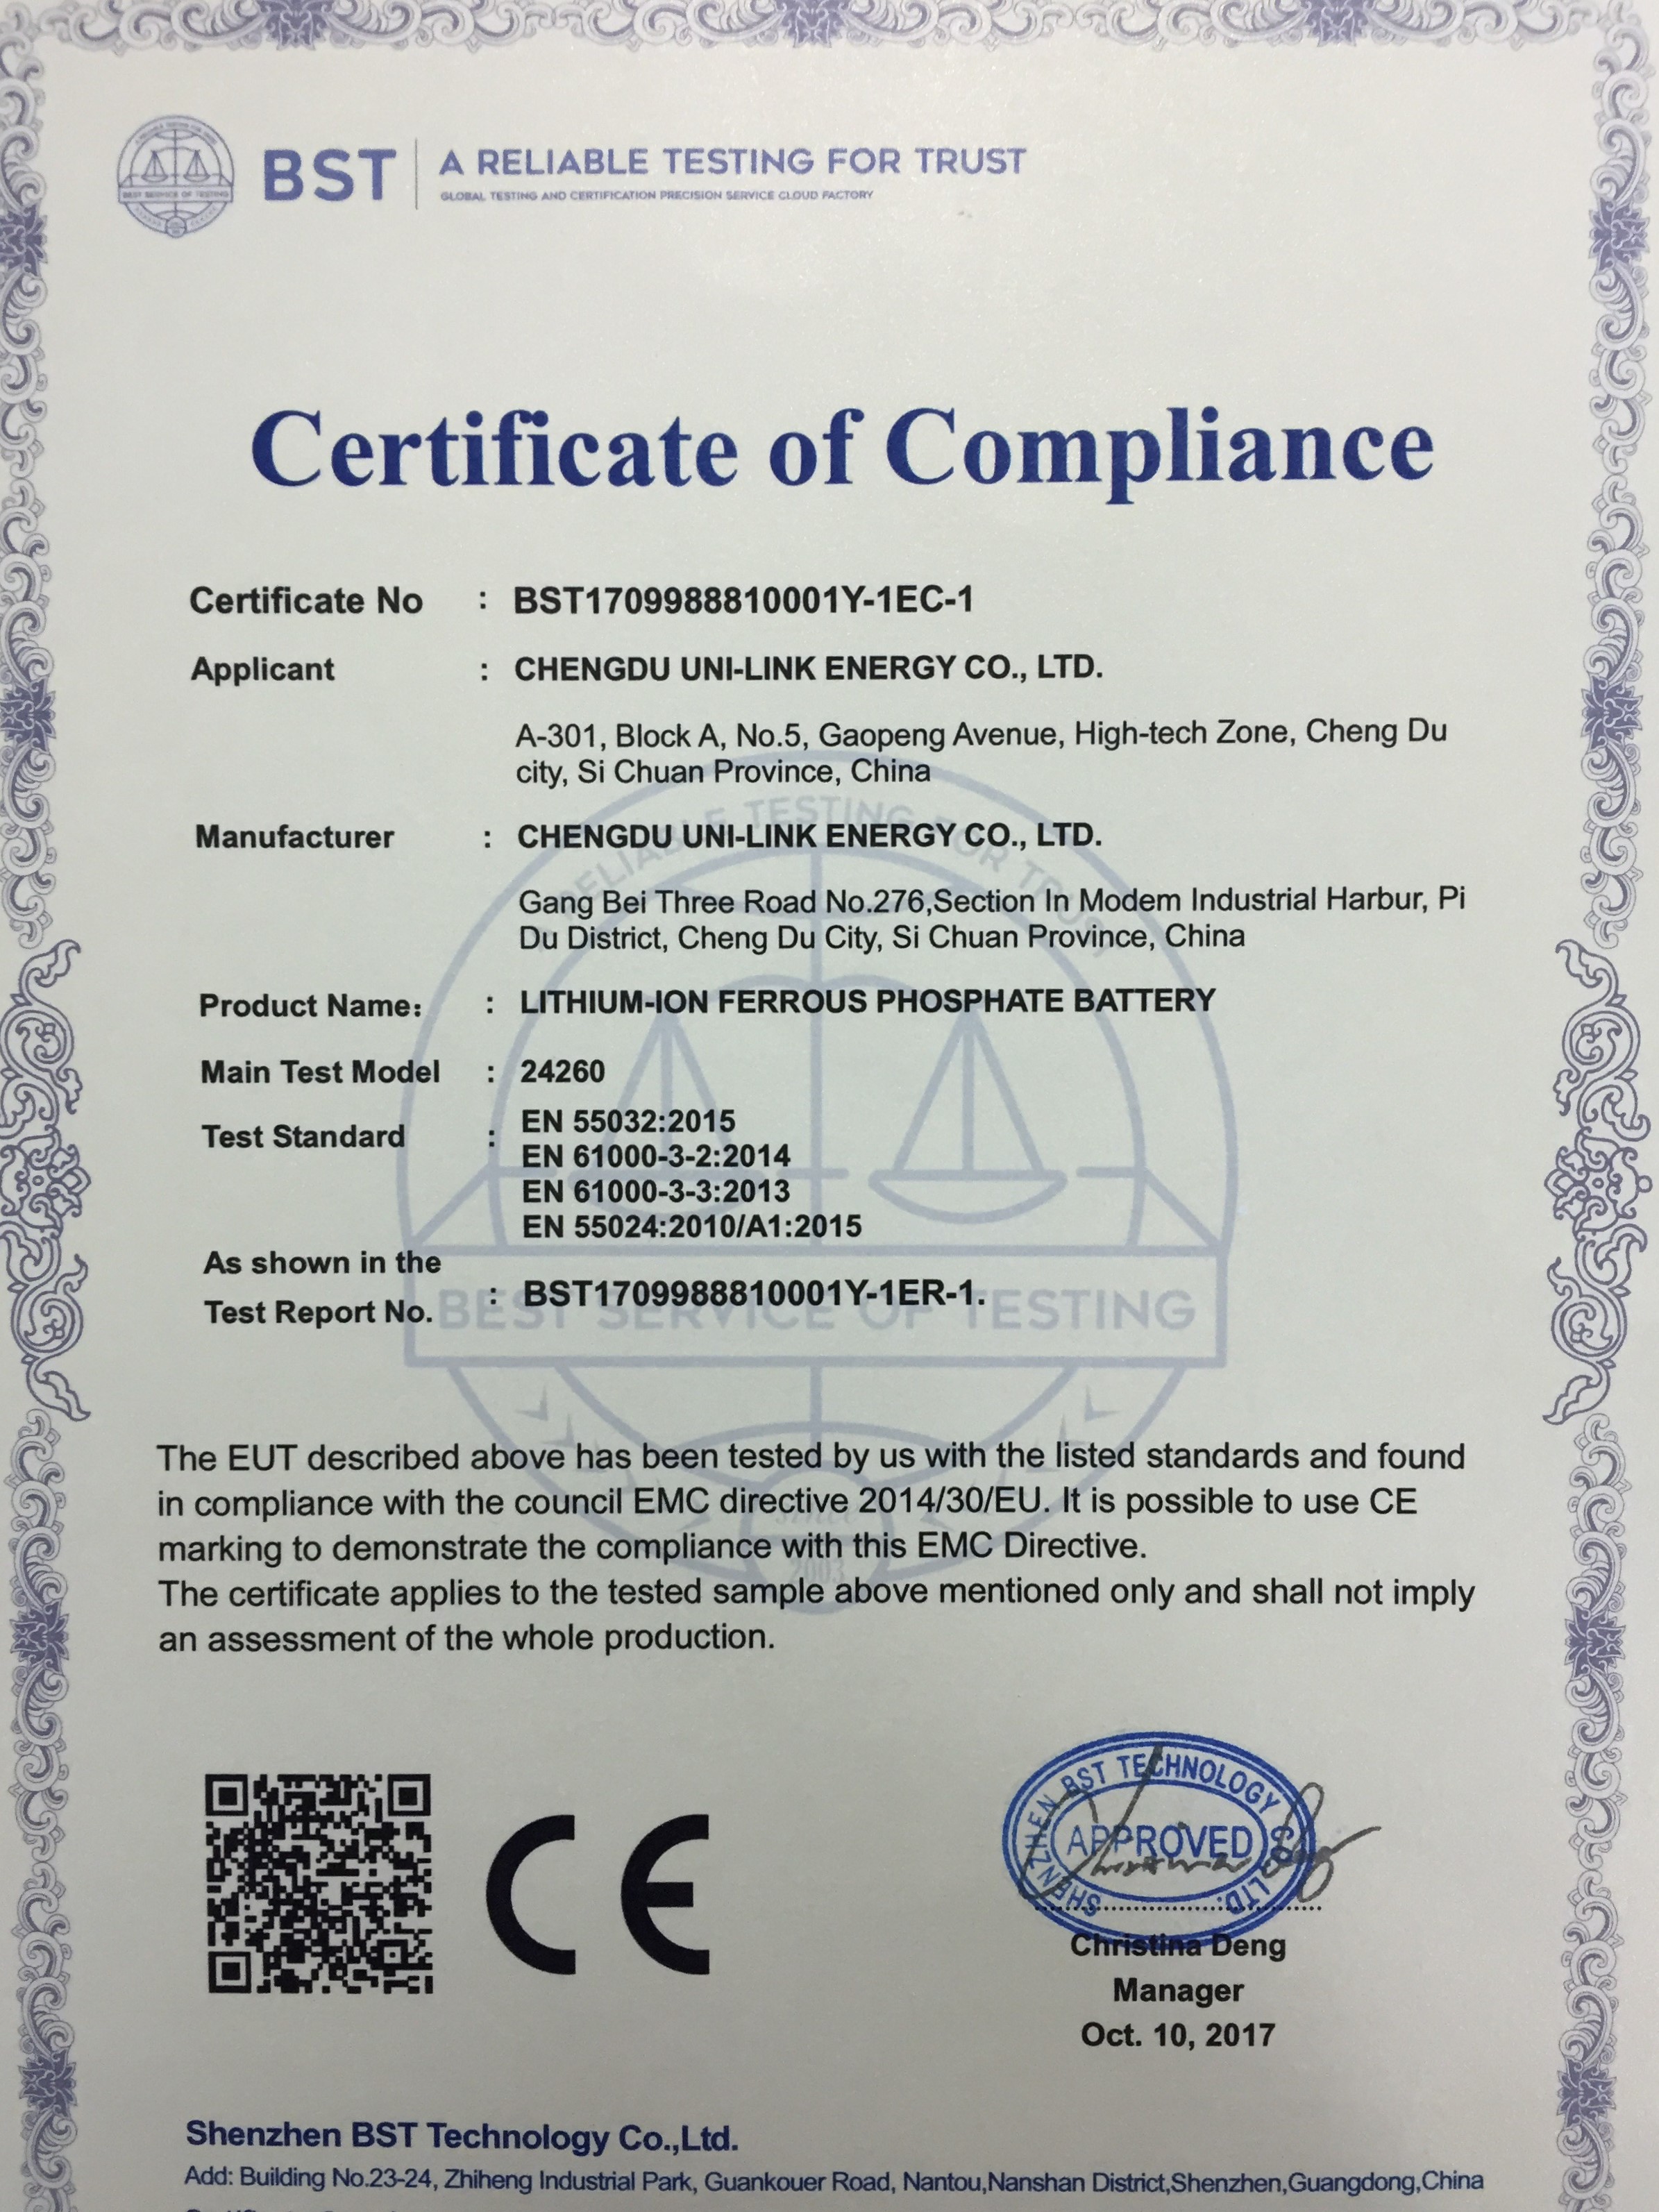 BST
A RELIABLE TESTING FOR TRUST
GLOBAL TESTING AND CERTIFICATION PRECISION SERVICE CLOUD FACTORY
BEST SERVICE OF TESTING
Certificate of Compliance
Certificate No : BST1709988810001Y-1EC-1
Applicant : CHENGDU UNI-LINK ENERGY CO., LTD.
A-301, Block A, No.5, Gaopeng Avenue, High-tech Zone, Cheng Du
city, Si Chuan Province, China
A RELIABLE TESTING FOR TRUST
Manufacturer : CHENGDU UNI-LINK ENERGY CO., LTD.
Gang Bei Three Road No.276,Section In Modem Industrial Harbur, Pi
Du District, Cheng Du City, Si Chuan Province, China
Product Name: : LITHIUM-ION FERROUS PHOSPHATE BATTERY
Main Test Model : 24260
Test Standard : EN 55032:2015
EN 61000-3-2:2014
EN 61000-3-3:2013
EN 55024:2010/A1:2015
As shown in the
Test Report No. : BST1709988810001Y-1ER-1.
BEST SERVICE OF TESTING
The EUT described above has been tested by us with the listed standards and found
in compliance with the council EMC directive 2014/30/EU. It is possible to use CE
marking to demonstrate the compliance with this EMC Directive.
The certificate applies to the tested sample above mentioned only and shall not imply
an assessment of the whole production.
since
2003
CE
SHENZHEN BST TECHNOLOGY CO., LTD.
APPROVED
Christina Deng
Manager
Oct. 10, 2017
Shenzhen BST Technology Co.,Ltd.
Add: Building No.23-24, Zhiheng Industrial Park, Guankouer Road, Nantou,Nanshan District,Shenzhen,Guangdong,China